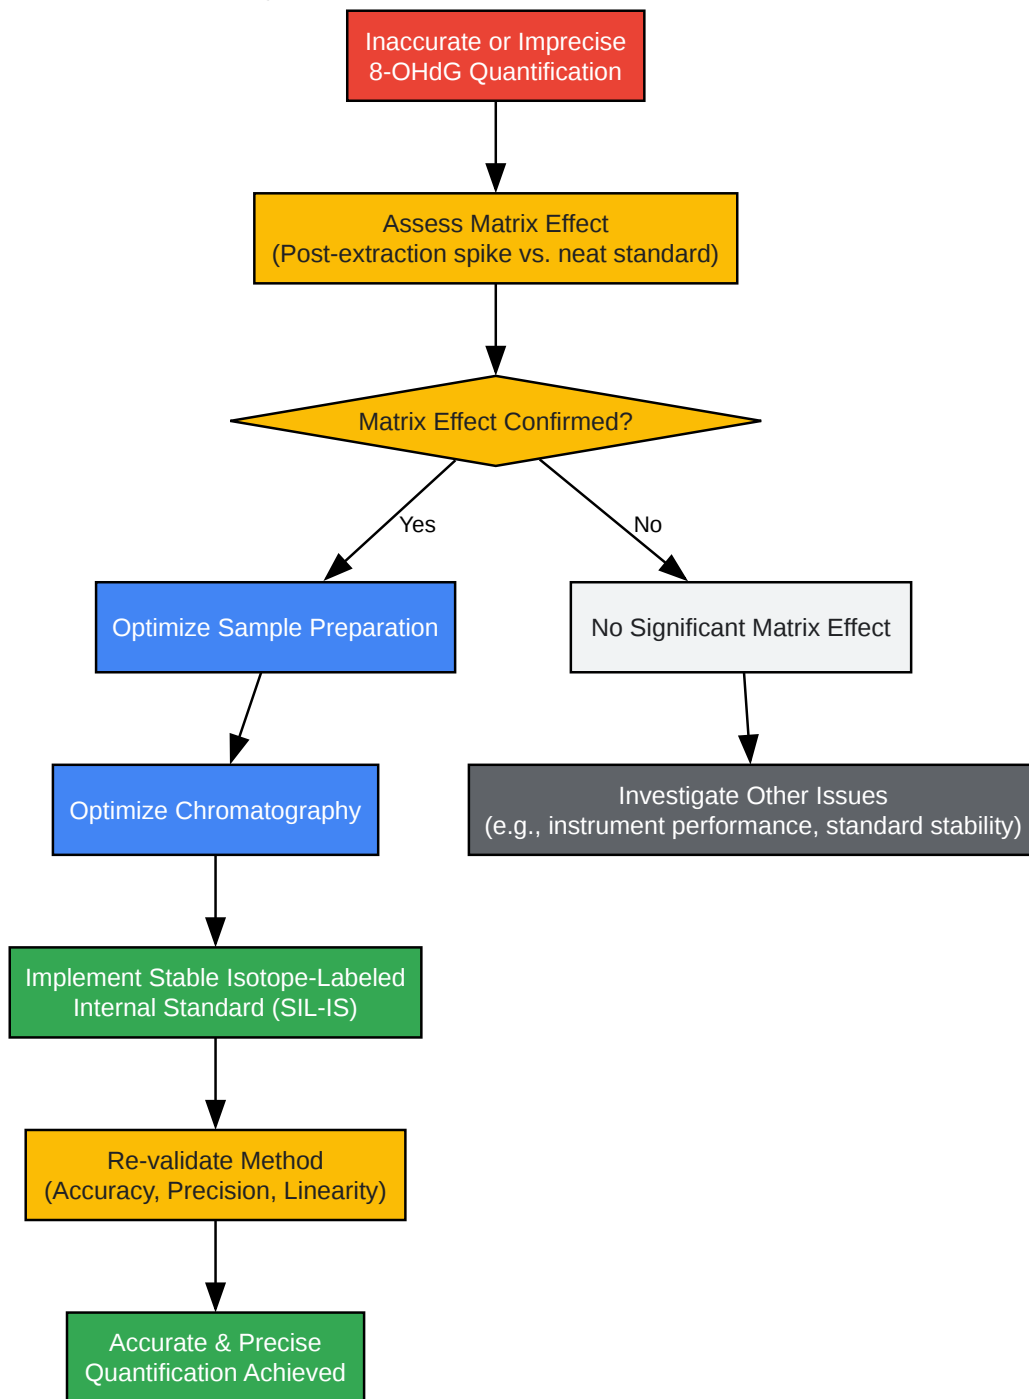 Inaccurate or Imprecise
8-OHdG Quantification
Assess Matrix Effect
(Post-extraction spike vs. neat standard)
Matrix Effect Confirmed?
Yes
No
Optimize Sample Preparation
No Significant Matrix Effect
Optimize Chromatography
Investigate Other Issues
(e.g., instrument performance, standard stability)
Implement Stable Isotope-Labeled
Internal Standard (SIL-IS)
Re-validate Method
(Accuracy, Precision, Linearity)
Accurate & Precise
Quantification Achieved